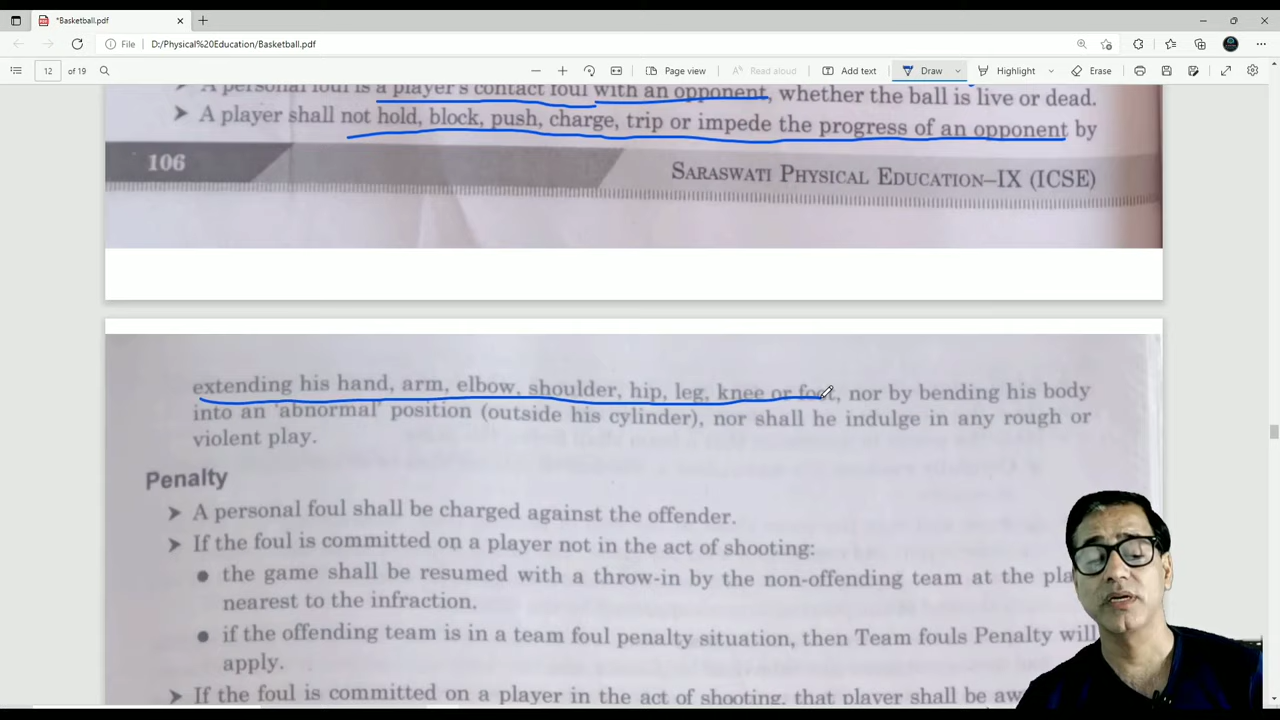 *Basketball.pdf
File D:/Physical%20Education/Basketball.pdf
12 of 19 Page view Read aloud Add text Draw Highlight Erase
A personal foul is a player's contact foul with an opponent, whether the ball is live or dead.
➤ A player shall not hold, block, push, charge, trip or impede the progress of an opponent by
106 SARASWATI PHYSICAL EDUCATION–IX (ICSE)
extending his hand, arm, elbow, shoulder, hip, leg, knee or foot, nor by bending his body
into an 'abnormal' position (outside his cylinder), nor shall he indulge in any rough or
violent play.
Penalty
➤ A personal foul shall be charged against the offender.
➤ If the foul is committed on a player not in the act of shooting:
● the game shall be resumed with a throw-in by the non-offending team at the
nearest to the infraction.
● if the offending team is in a team foul penalty situation, then Team fouls Penalty will
apply.
➤ If the foul is committed on a player in the act of shooting, that player shall be